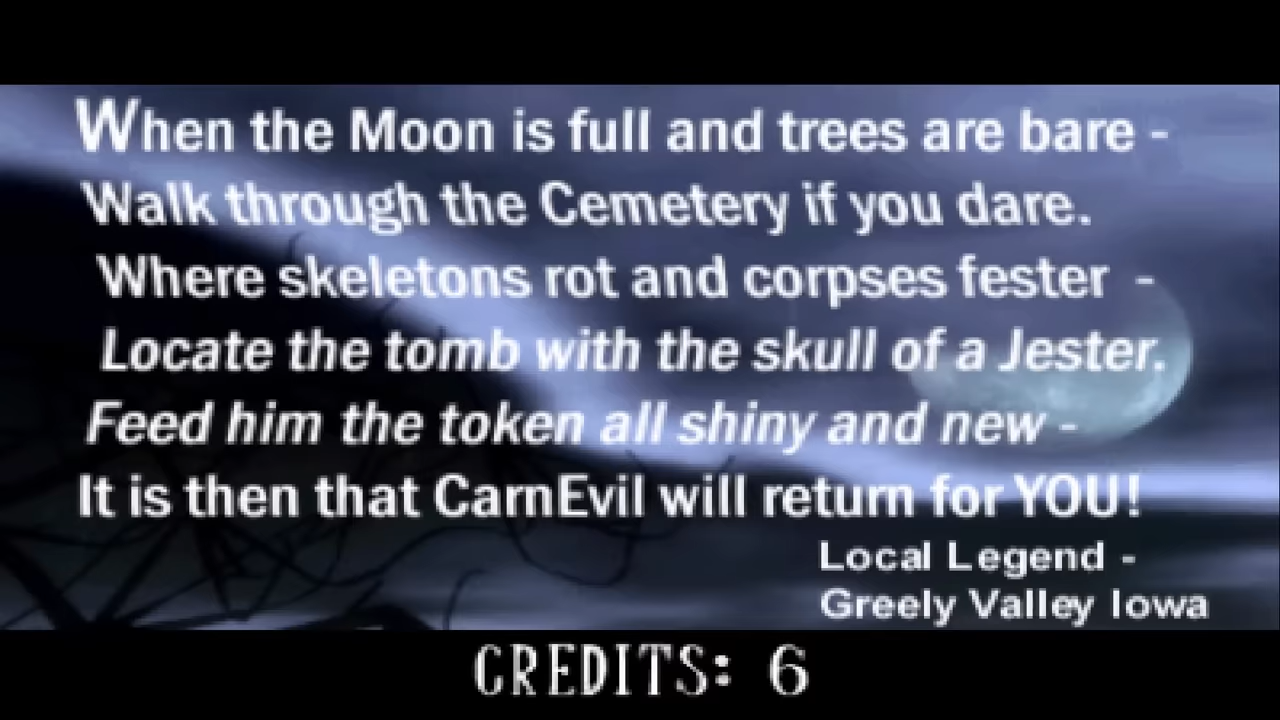 When the Moon is full and trees are bare -
Walk through the Cemetery if you dare.
Where skeletons rot and corpses fester -
Locate the tomb with the skull of a Jester.
Feed him the token all shiny and new -
It is then that CarnEvil will return for YOU!
Local Legend -
Greely Valley Iowa
CREDITS: 6